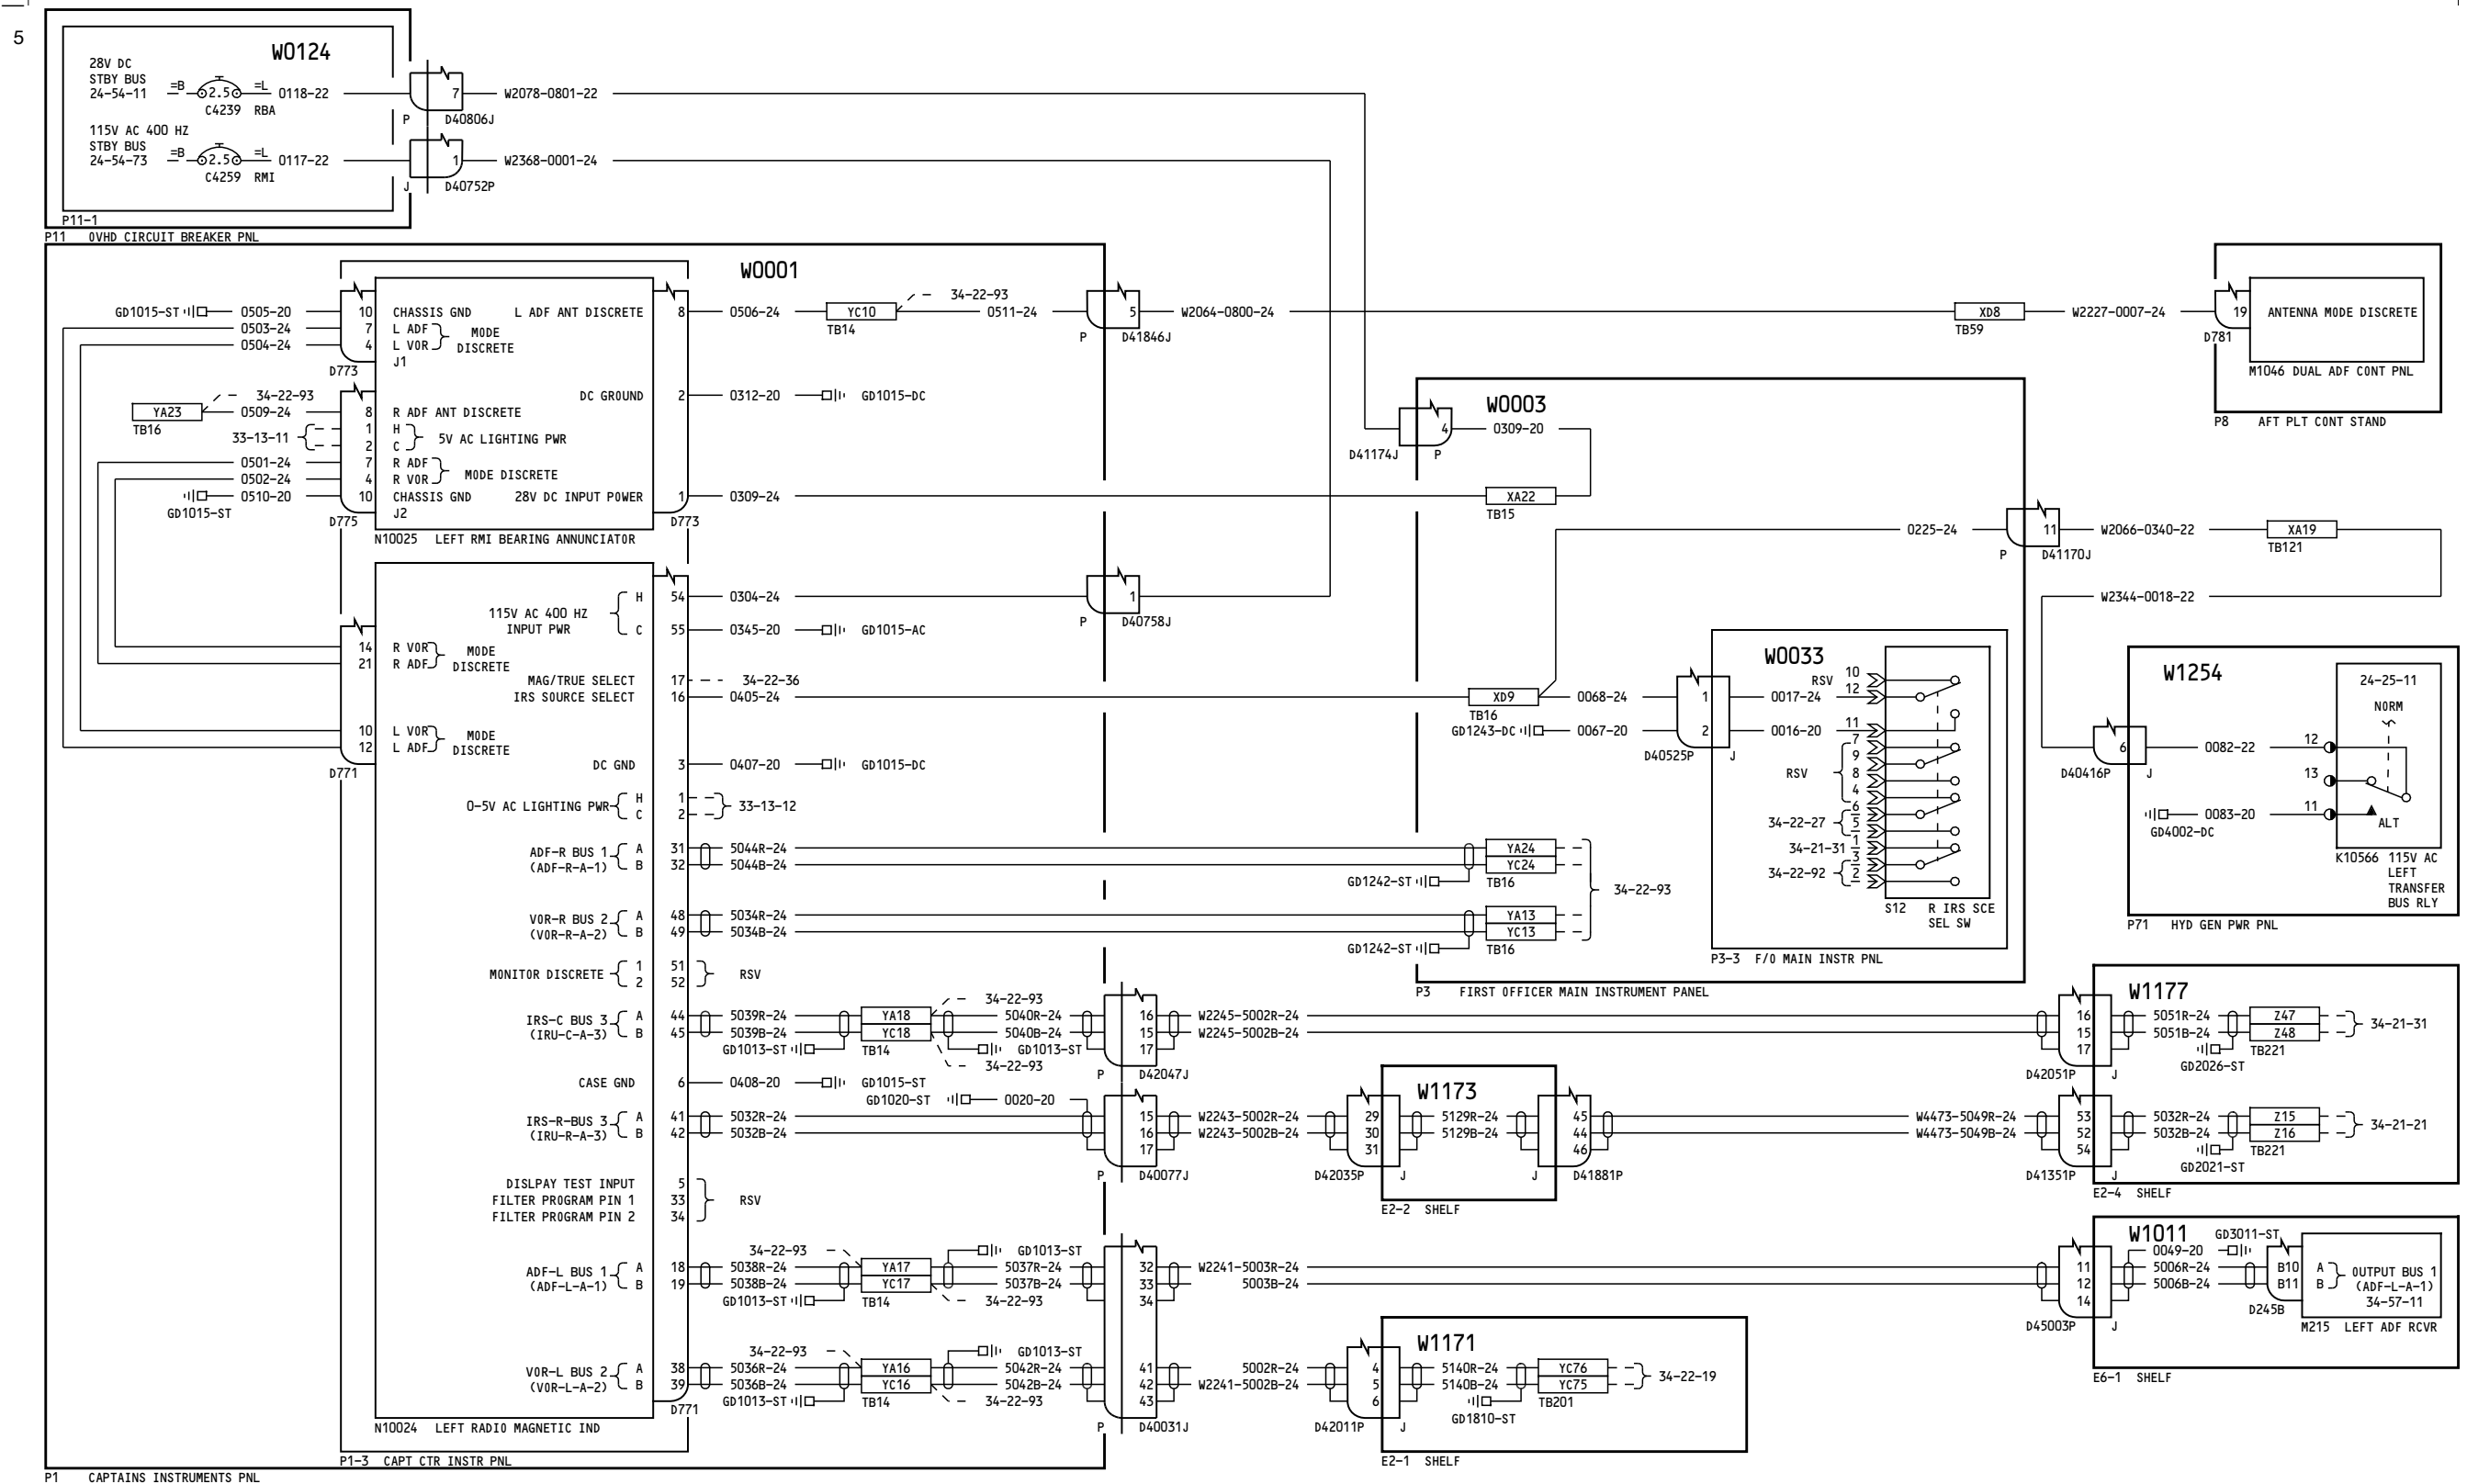 5
W0124
28V DC
STBY BUS
24-54-11
=B
2.5
=L
0118-22
C4239 RBA
7
W2078-0801-22
P
D40806J
115V AC 400 HZ
STBY BUS
24-54-73
=B
2.5
=L
0117-22
C4259 RMI
1
W2368-0001-24
J
D40752P
P11-1
P11 OVHD CIRCUIT BREAKER PNL
W0001
GD1015-ST
0505-20
10
CHASSIS GND
L ADF ANT DISCRETE
8
0506-24
YC10
TB14
34-22-93
0511-24
5
P
D41846J
W2064-0800-24
XD8
TB59
W2227-0007-24
19
D781
ANTENNA MODE DISCRETE
M1046 DUAL ADF CONT PNL
P8 AFT PLT CONT STAND
0503-24
7
L ADF
MODE
DISCRETE
0504-24
4
L VOR
J1
D773
34-22-93
YA23
0509-24
TB16
8
R ADF ANT DISCRETE
DC GROUND
2
0312-20
GD1015-DC
33-13-11
1
H
2
C
5V AC LIGHTING PWR
0501-24
7
R ADF
MODE DISCRETE
0502-24
4
R VOR
0510-20
10
CHASSIS GND
GD1015-ST
J2
D775
28V DC INPUT POWER
1
0309-24
D773
N10025 LEFT RMI BEARING ANNUNCIATOR
W0003
4
0309-20
D41174J
P
XA22
TB15
0225-24
11
P
D41170J
W2066-0340-22
XA19
TB121
W2344-0018-22
115V AC 400 HZ
INPUT PWR
H
54
0304-24
1
P
D40758J
C
55
0345-20
GD1015-AC
14
R VOR
21
R ADF
MODE
DISCRETE
MAG/TRUE SELECT
17
34-22-36
IRS SOURCE SELECT
16
0405-24
XD9
TB16
0068-24
1
0017-24
GD1243-DC
0067-20
2
0016-20
D40525P
J
W0033
RSV
10
12
11
7
9
8
4
RSV
6
5
34-22-27
1
34-21-31
3
2
34-22-92
S12 R IRS SCE
SEL SW
P3-3 F/O MAIN INSTR PNL
P3 FIRST OFFICER MAIN INSTRUMENT PANEL
W1254
24-25-11
NORM
6
0082-22
12
D40416P
J
13
0083-20
11
GD4002-DC
ALT
K10566 115V AC
LEFT
TRANSFER
BUS RLY
P71 HYD GEN PWR PNL
10
L VOR
12
L ADF
MODE
DISCRETE
D771
DC GND
3
0407-20
GD1015-DC
0-5V AC LIGHTING PWR
H
1
C
2
33-13-12
ADF-R BUS 1
(ADF-R-A-1)
A
31
5044R-24
YA24
B
32
5044B-24
YC24
GD1242-ST
TB16
34-22-93
VOR-R BUS 2
(VOR-R-A-2)
A
48
5034R-24
YA13
B
49
5034B-24
YC13
GD1242-ST
TB16
MONITOR DISCRETE
1
51
2
52
RSV
IRS-C BUS 3
(IRU-C-A-3)
A
44
5039R-24
B
45
5039B-24
GD1013-ST
YA18
YC18
TB14
34-22-93
5040R-24
5040B-24
GD1013-ST
34-22-93
16
15
17
P
D42047J
W2245-5002R-24
W2245-5002B-24
16
15
17
D42051P
J
W1177
5051R-24
5051B-24
GD2026-ST
Z47
Z48
TB221
34-21-31
CASE GND
6
0408-20
GD1015-ST
GD1020-ST
0020-20
IRS-R-BUS 3
(IRU-R-A-3)
A
41
5032R-24
B
42
5032B-24
15
16
17
P
D40077J
W2243-5002R-24
W2243-5002B-24
29
30
31
D42035P
J
W1173
5129R-24
5129B-24
45
44
46
J
D41881P
E2-2 SHELF
W4473-5049R-24
W4473-5049B-24
53
52
54
D41351P
J
5032R-24
5032B-24
GD2021-ST
Z15
Z16
TB221
34-21-21
E2-4 SHELF
DISLPAY TEST INPUT
5
FILTER PROGRAM PIN 1
33
FILTER PROGRAM PIN 2
34
RSV
ADF-L BUS 1
(ADF-L-A-1)
A
18
5038R-24
B
19
5038B-24
GD1013-ST
34-22-93
YA17
YC17
TB14
GD1013-ST
5037R-24
5037B-24
34-22-93
32
33
34
W2241-5003R-24
5003B-24
11
12
14
D45003P
J
W1011
GD3011-ST
0049-20
5006R-24
5006B-24
B10
B11
D245B
A
B
OUTPUT BUS 1
(ADF-L-A-1)
34-57-11
M215 LEFT ADF RCVR
E6-1 SHELF
VOR-L BUS 2
(VOR-L-A-2)
A
38
5036R-24
B
39
5036B-24
D771
GD1013-ST
34-22-93
YA16
YC16
TB14
GD1013-ST
5042R-24
5042B-24
34-22-93
41
42
43
P
D40031J
5002R-24
W2241-5002B-24
4
5
6
D42011P
J
W1171
5140R-24
5140B-24
GD1810-ST
YC76
YC75
TB201
34-22-19
E2-1 SHELF
N10024 LEFT RADIO MAGNETIC IND
P1-3 CAPT CTR INSTR PNL
P1 CAPTAINS INSTRUMENTS PNL